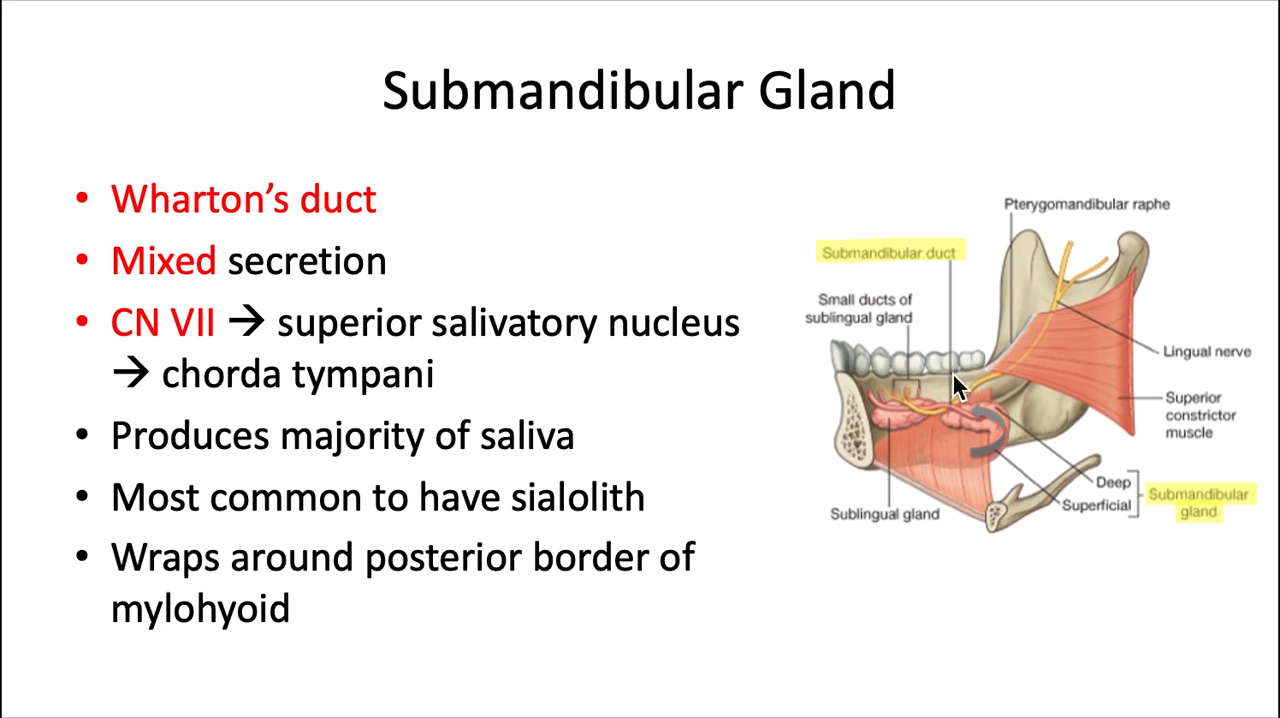 Submandibular Gland
• Wharton’s duct
• Mixed secretion
• CN VII → superior salivatory nucleus
→ chorda tympani
• Produces majority of saliva
• Most common to have sialolith
• Wraps around posterior border of
mylohyoid
Pterygomandibular raphe
Submandibular duct
Small ducts of
sublingual gland
Lingual nerve
Superior
constrictor
muscle
Deep
Superficial
Submandibular
gland
Sublingual gland